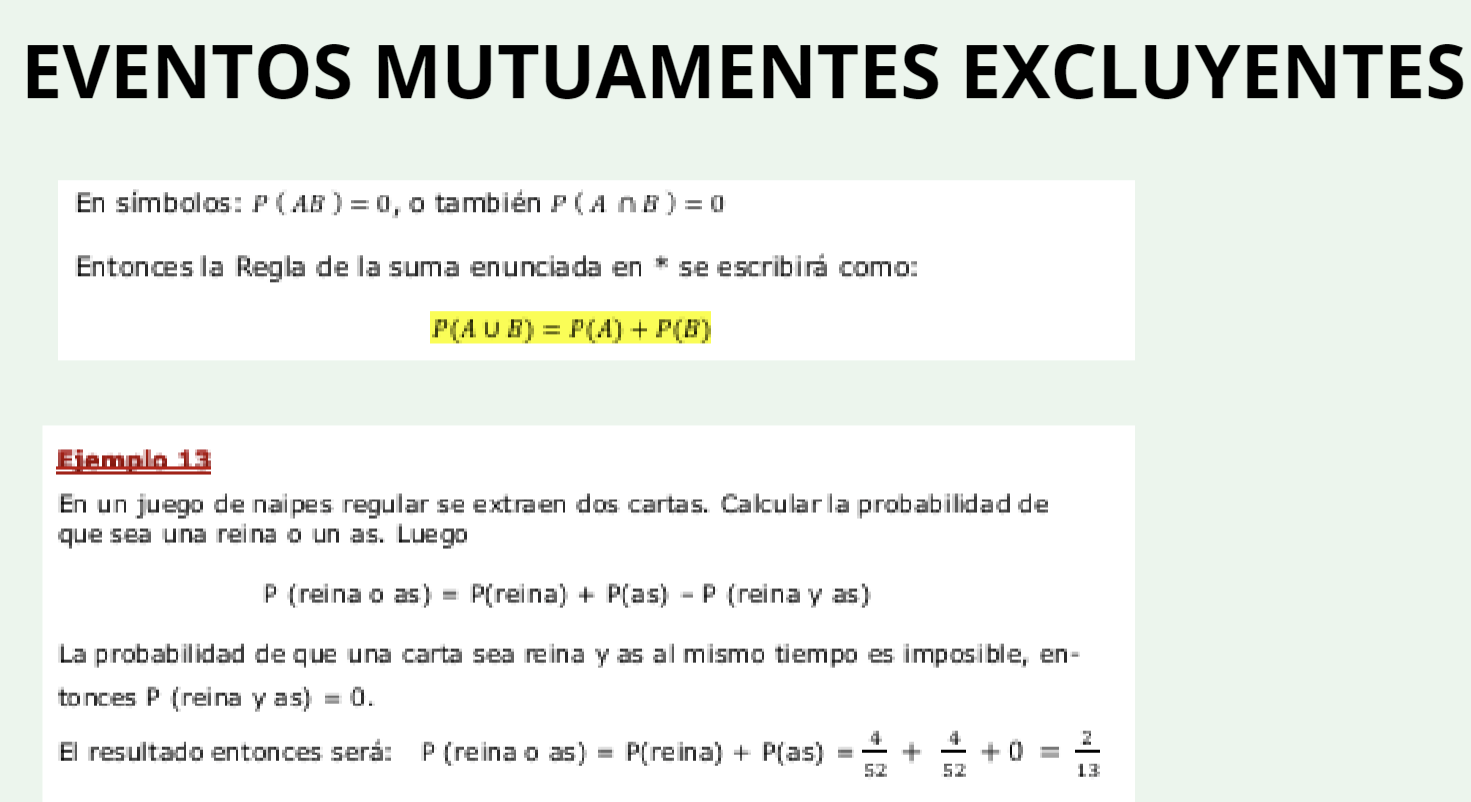 EVENTOS MUTUAMENTES EXCLUYENTES
En símbolos: P ( AB ) = 0, o también P ( A ∩ B ) = 0
Entonces la Regla de la suma enunciada en * se escribirá como:
P(A ∪ B) = P(A) + P(B)
Ejemplo 13
En un juego de naipes regular se extraen dos cartas. Calcular la probabilidad de
que sea una reina o un as. Luego
P (reina o as) = P(reina) + P(as) – P (reina y as)
La probabilidad de que una carta sea reina y as al mismo tiempo es imposible, en-
tonces P (reina y as) = 0.
El resultado entonces será: P (reina o as) = P(reina) + P(as) = 4/52 + 4/52 + 0 = 2/13